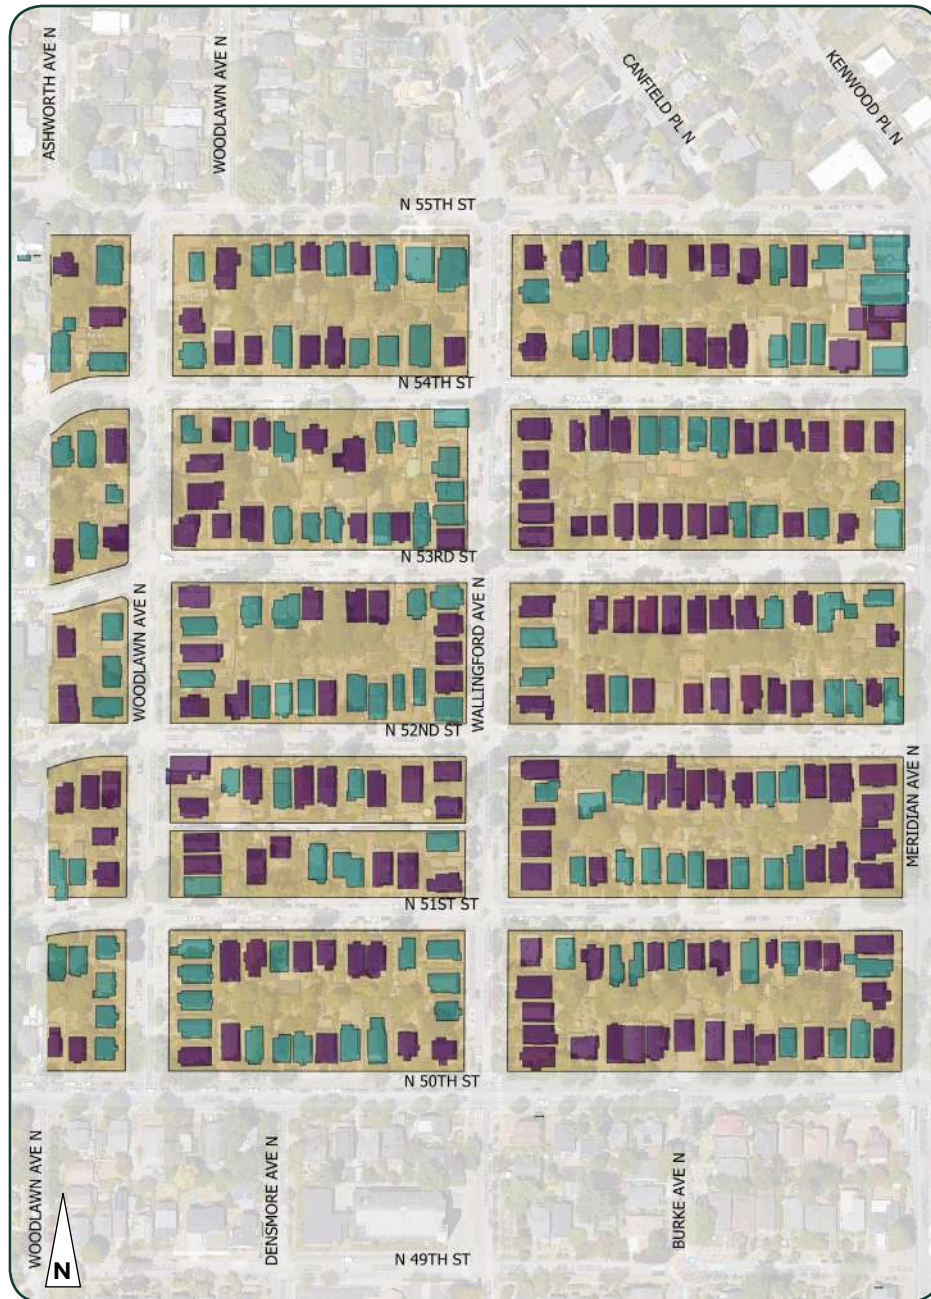 ASHWORTH AVE N
WOODLAWN AVE N
CANFIELD PL N
KENWOOD PL N
N 55TH ST
N 54TH ST
N 53RD ST
WOODLAWN AVE N
WALLINGFORD AVE N
N 52ND ST
MERIDIAN AVE N
N 51ST ST
N 50TH ST
WOODLAWN AVE N
DENSMORE AVE N
BURKE AVE N
N 49TH ST
N